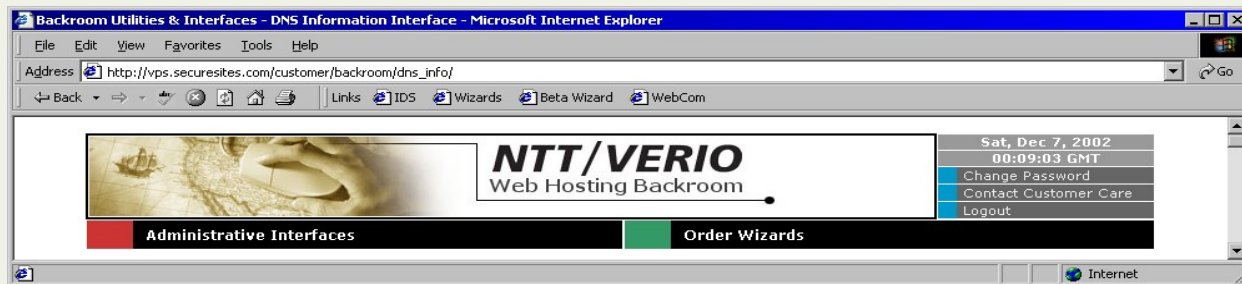 Backroom Utilities & Interfaces - DNS Information Interface - Microsoft Internet Explorer
File Edit View Favorites Tools Help
Address http://vps.securesites.com/customer/backroom/dns_info/ Go
Back Links IDS Wizards Beta Wizard WebCom
NTT/VERIO
Web Hosting Backroom
Sat, Dec 7, 2002
00:09:03 GMT
Change Password
Contact Customer Care
Logout
Administrative Interfaces Order Wizards
Internet